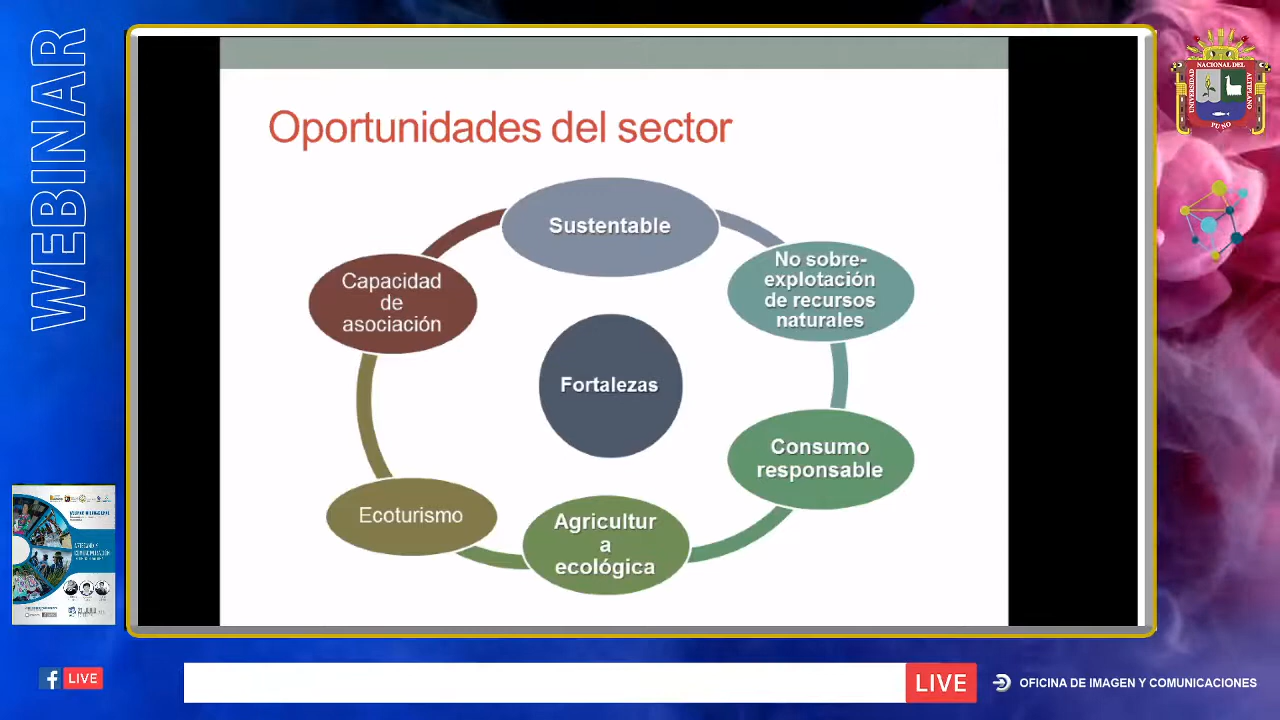 WEBINAR
Oportunidades del sector
Sustentable
No sobre-
explotación
de recursos
naturales
Consumo
responsable
Agricultur
a
ecológica
Ecoturismo
Capacidad
de
asociación
Fortalezas
UNIVERSIDAD
NACIONAL DEL
ALTIPLANO
PUNO
f LIVE
LIVE
OFICINA DE IMAGEN Y COMUNICACIONES